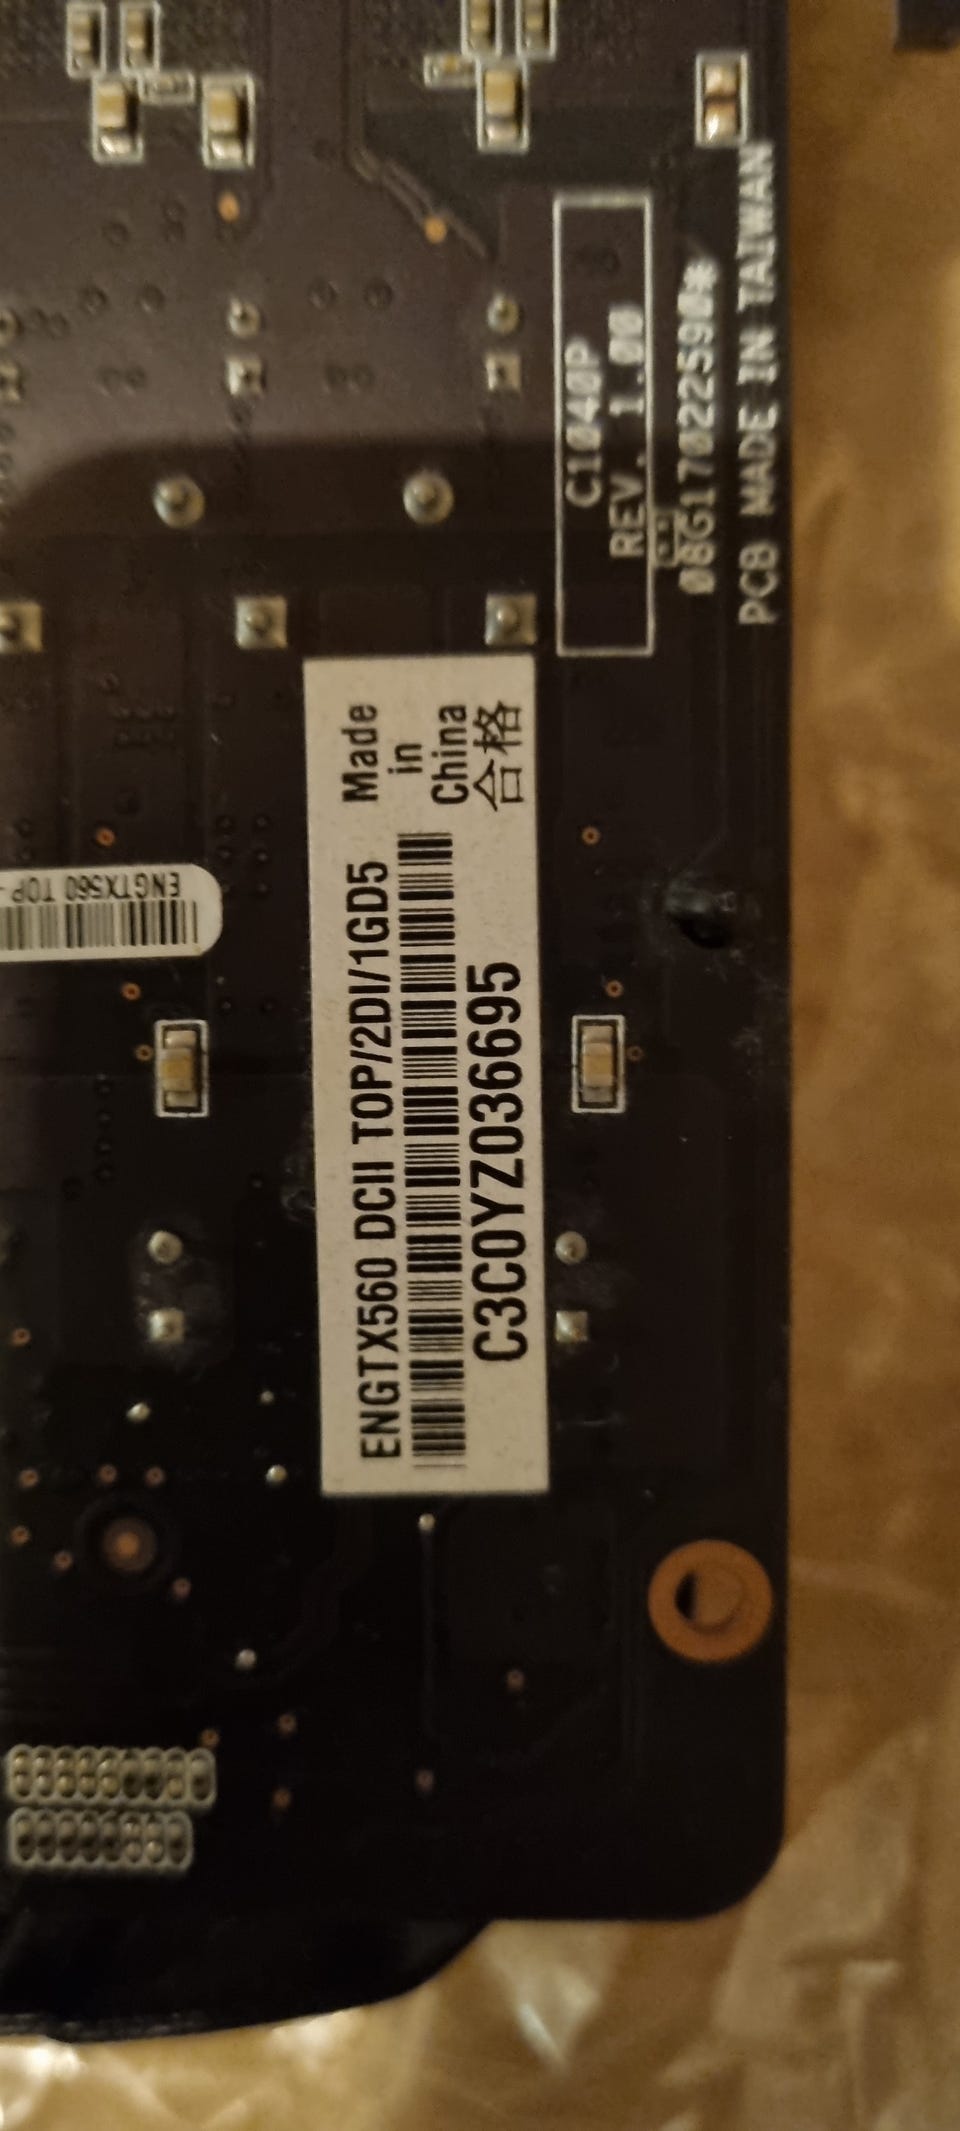 C1040P
REV. 1.00
08G17022590*
PCB MADE IN TAIWAN
ENGTX560 DCII TOP/2DI/1GD5
C3C0YZ036695
Made
in
China
合格
ENGTX560 TOP